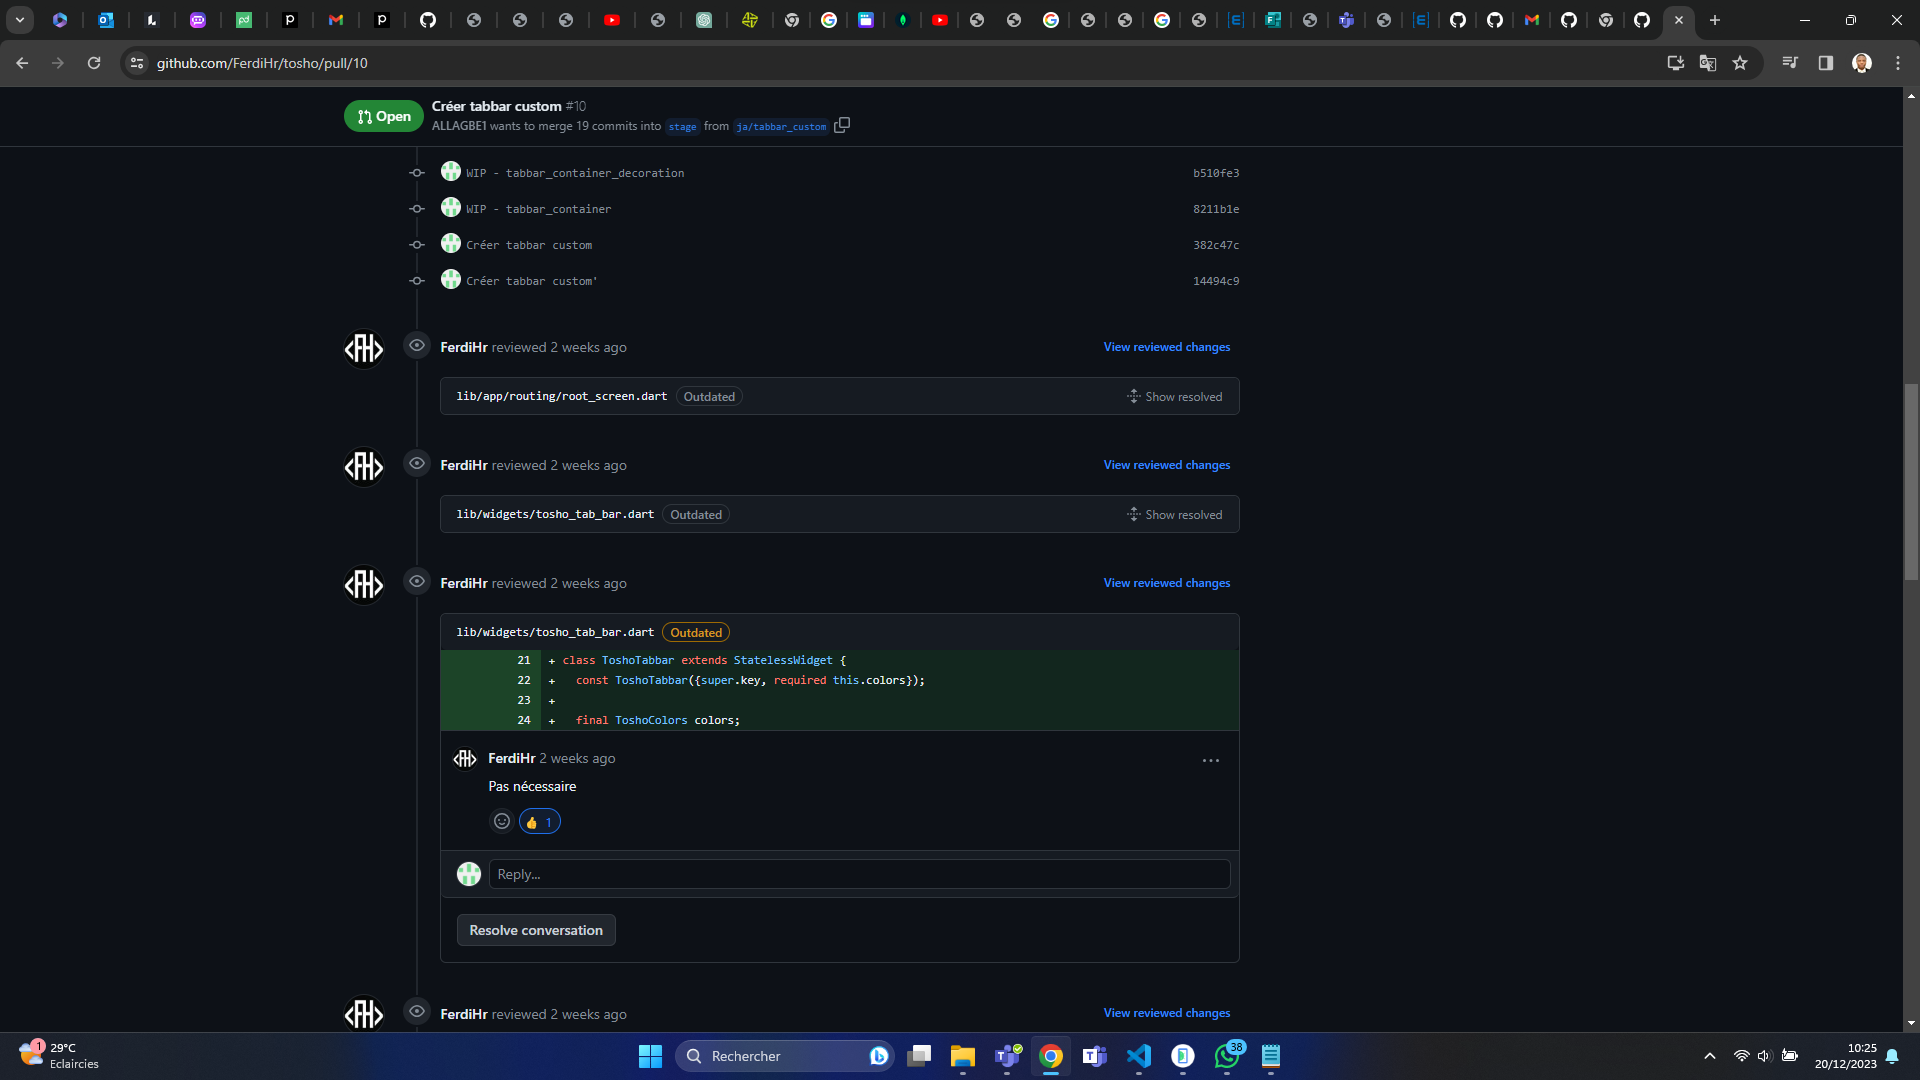 github.com/FerdiHr/tosho/pull/10
Open
Créer tabbar custom #10
ALLAGBE1 wants to merge 19 commits into stage from ja/tabbar_custom
WIP - tabbar_container_decoration b510fe3
WIP - tabbar_container 8211b1e
Créer tabbar custom 382c47c
Créer tabbar custom' 14494c9
FerdiHr reviewed 2 weeks ago View reviewed changes
lib/app/routing/root_screen.dart Outdated Show resolved
FerdiHr reviewed 2 weeks ago View reviewed changes
lib/widgets/tosho_tab_bar.dart Outdated Show resolved
FerdiHr reviewed 2 weeks ago View reviewed changes
lib/widgets/tosho_tab_bar.dart Outdated
21 + class ToshoTabbar extends StatelessWidget {
22 + const ToshoTabbar({super.key, required this.colors});
23 +
24 + final ToshoColors colors;
FerdiHr 2 weeks ago
Pas nécessaire
👍 1
Reply...
Resolve conversation
FerdiHr reviewed 2 weeks ago View reviewed changes
1
29°C
Eclaircies
Rechercher
38
10:25
20/12/2023